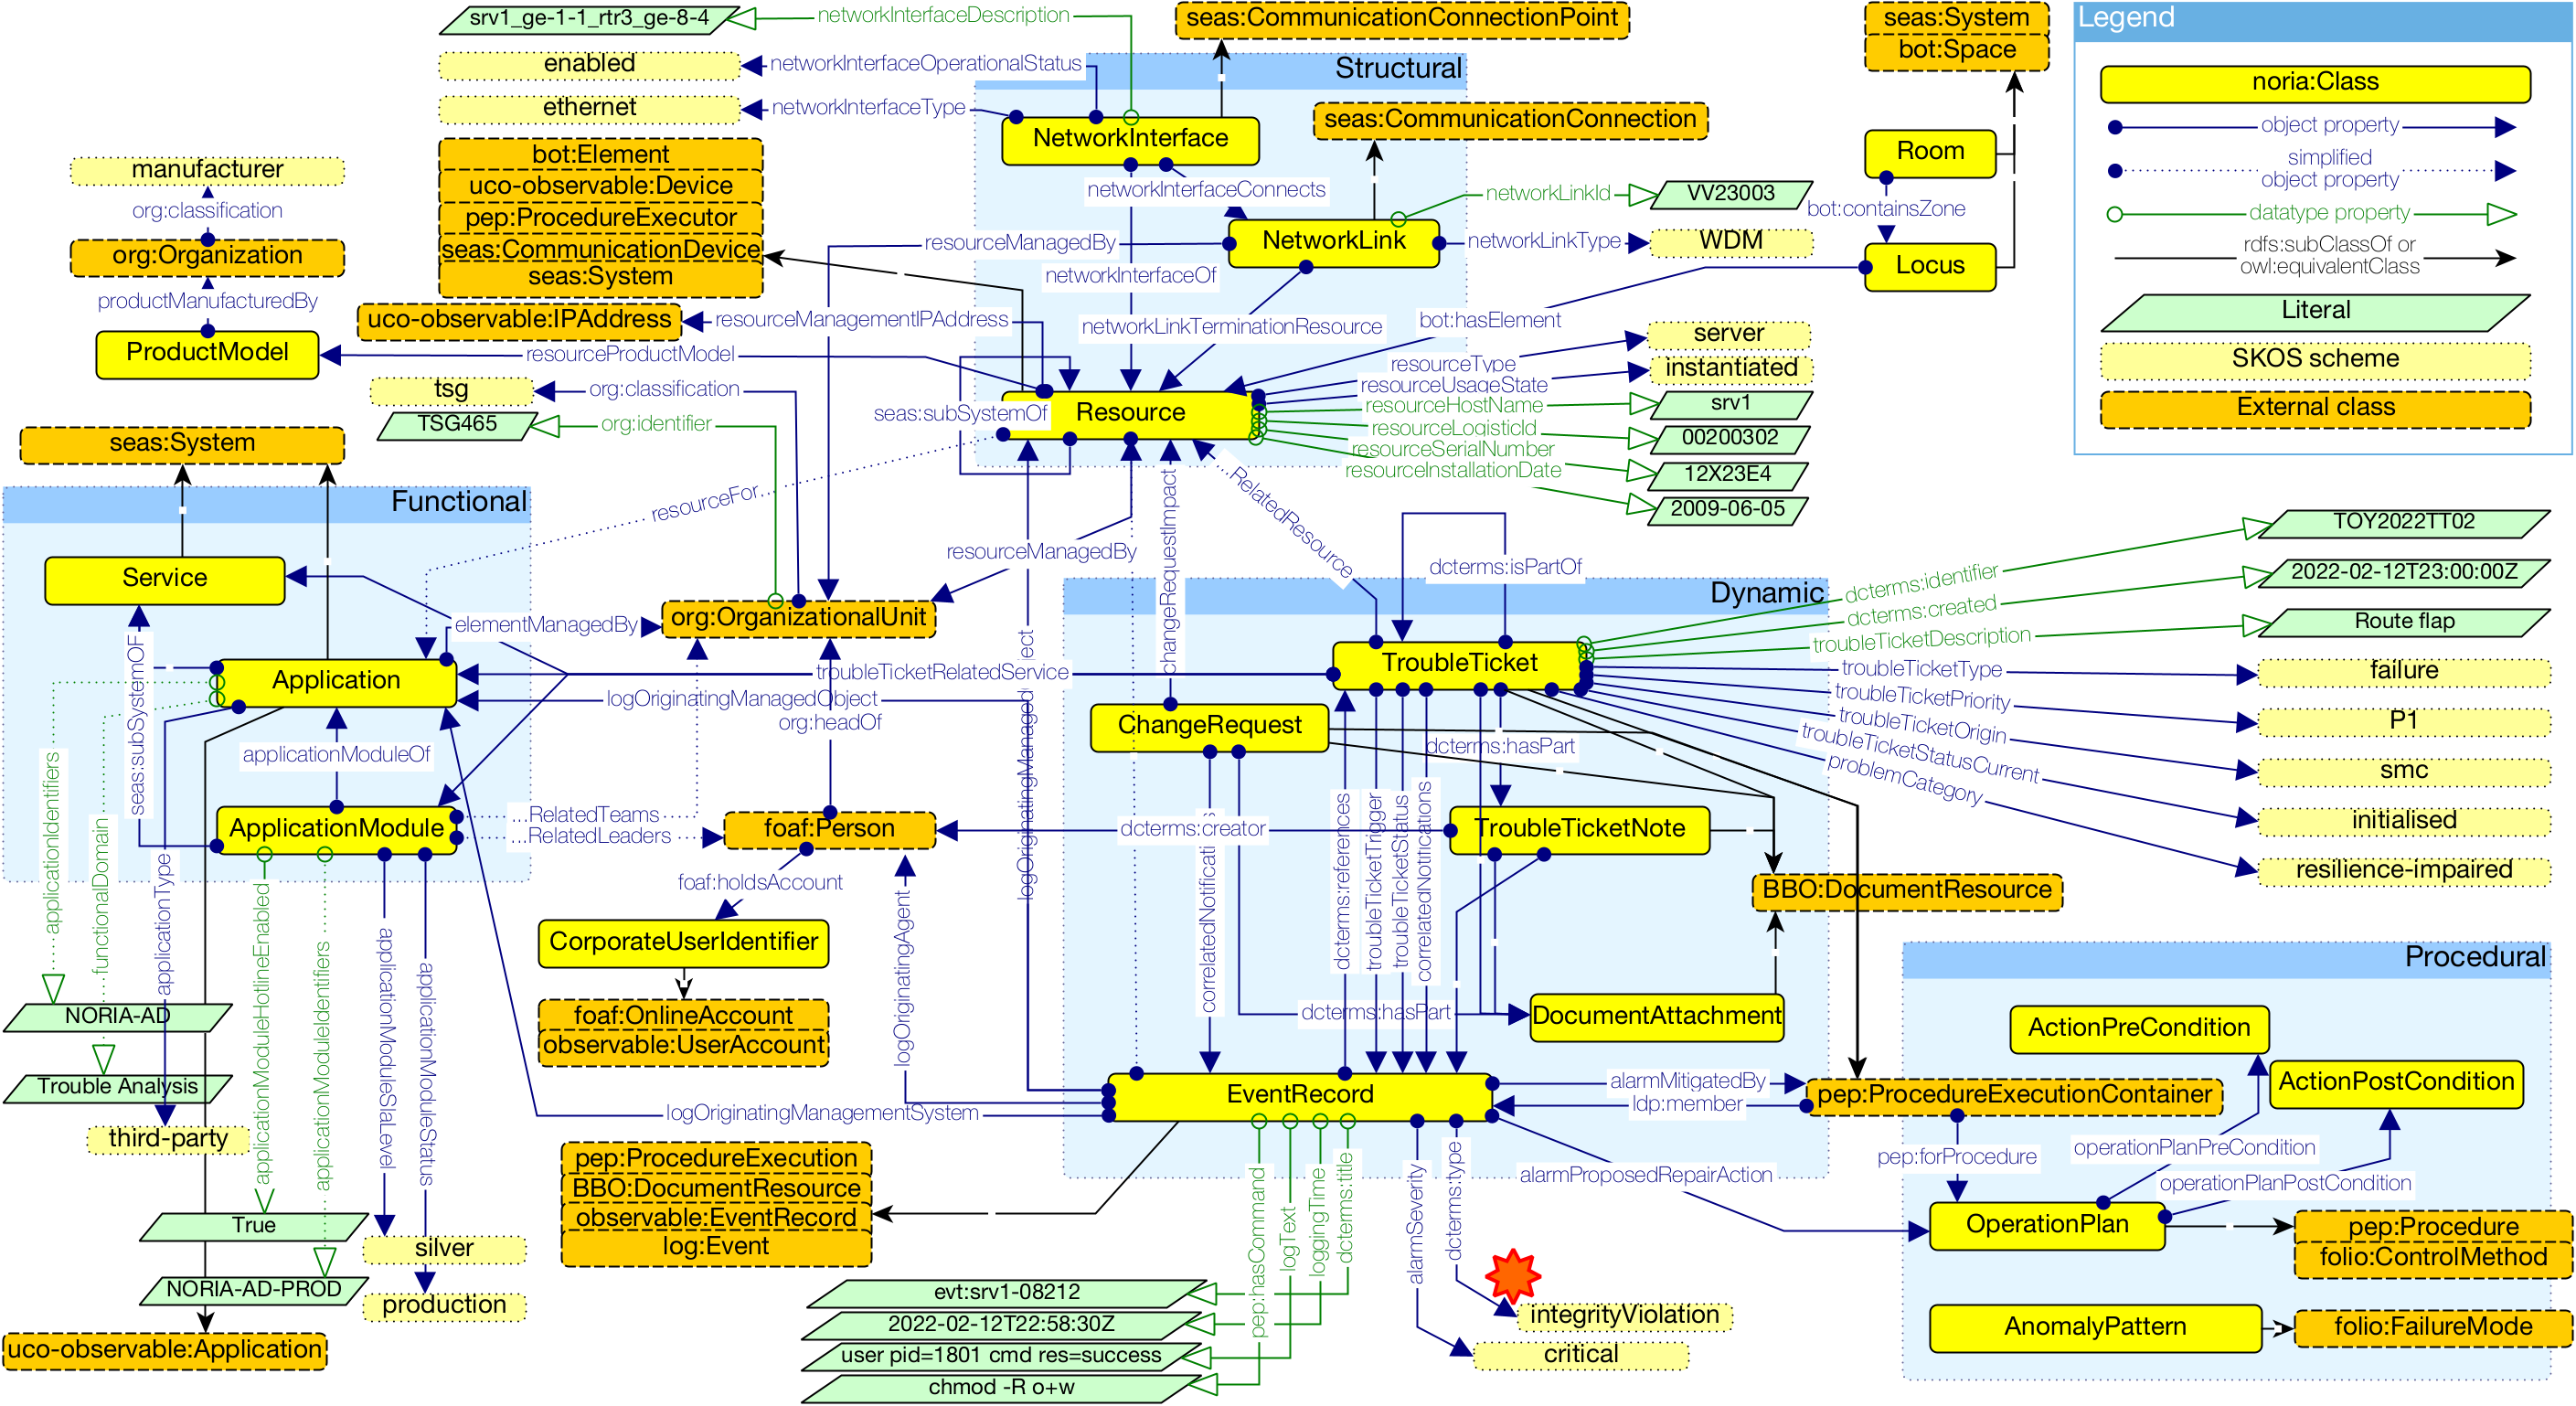 srv1_ge-1-1_rtr3_ge-8-4
networkInterfaceDescription
seas:CommunicationConnectionPoint
seas:System
bot:Space
Legend
enabled
networkInterfaceOperationalStatus
Structural
ethernet
networkInterfaceType
NetworkInterface
seas:CommunicationConnection
noria:Class
object property
simplified
object property
datatype property
rdfs:subClassOf or
owl:equivalentClass
Literal
SKOS scheme
External class
manufacturer
org:classification
org:Organization
productManufacturedBy
ProductModel
bot:Element
uco-observable:Device
pep:ProcedureExecutor
seas:CommunicationDevice
seas:System
networkInterfaceConnects
networkLinkId
VV23003
Room
bot:containsZone
Locus
resourceManagedBy
NetworkLink
networkLinkType
WDM
networkInterfaceOf
uco-observable:IPAddress
resourceManagementIPAddress
networkLinkTerminationResource
bot:hasElement
resourceProductModel
server
resourceType
instantiated
resourceUsageState
tsg
org:classification
TSG465
org:identifier
seas:subSystemOf
Resource
resourceHostName
srv1
resourceLogisticId
00200302
resourceSerialNumber
12X23E4
resourceInstallationDate
2009-06-05
seas:System
Functional
resourceFor
...RelatedResource
changeRequestImpact
resourceManagedBy
dcterms:isPartOf
Service
seas:subSystemOF
elementManagedBy
org:OrganizationalUnit
Dynamic
dcterms:identifier
TOY2022TT02
dcterms:created
2022-02-12T23:00:00Z
troubleTicketDescription
Route flap
Application
troubleTicketRelatedService
TroubleTicket
troubleTicketType
failure
logOriginatingManagedObject
org:headOf
ChangeRequest
troubleTicketPriority
P1
troubleTicketOrigin
smc
troubleTicketStatusCurrent
initialised
problemCategory
resilience-impaired
applicationModuleOf
dcterms:hasPart
logOriginatingManagedObject
ApplicationModule
...RelatedTeams
...RelatedLeaders
foaf:Person
dcterms:creator
TroubleTicketNote
foaf:holdsAccount
BBO:DocumentResource
applicationIdentifiers
functionalDomain
applicationType
applicationModuleHotlineEnabled
applicationModuleIdentifiers
applicationModuleSlaLevel
applicationModuleStatus
CorporateUserIdentifier
foaf:OnlineAccount
observable:UserAccount
logOriginatingAgent
dcterms:references
troubleTicketTrigger
troubleTicketStatus
correlatedNotifications
dcterms:hasPart
DocumentAttachment
Procedural
ActionPreCondition
ActionPostCondition
NORIA-AD
Trouble Analysis
third-party
True
silver
NORIA-AD-PROD
production
uco-observable:Application
logOriginatingManagementSystem
EventRecord
alarmMitigatedBy
ldp:member
pep:ProcedureExecutionContainer
pep:forProcedure
operationPlanPreCondition
operationPlanPostCondition
alarmProposedRepairAction
OperationPlan
pep:Procedure
folio:ControlMethod
AnomalyPattern
folio:FailureMode
pep:ProcedureExecution
BBO:DocumentResource
observable:EventRecord
log:Event
pep:hasCommand
logText
loggingTime
dcterms:title
alarmSeverity
dcterms:type
evt:srv1-08212
2022-02-12T22:58:30Z
user pid=1801 cmd res=success
chmod -R o+w
integrityViolation
critical